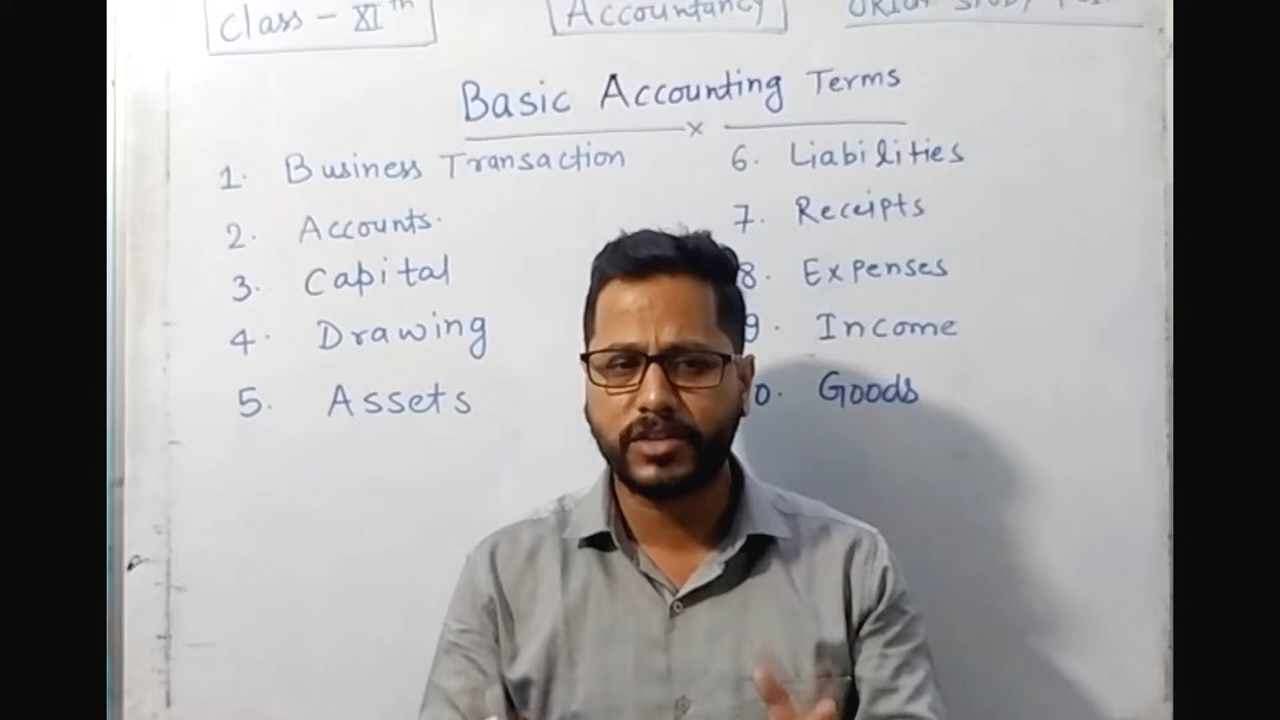 Class - XIth
Accountancy
Basic Accounting Terms
x
1. Business Transaction
2. Accounts.
3. Capital
4. Drawing
5. Assets
6. Liabilities
7. Receipts
8. Expenses
9. Income
0. Goods